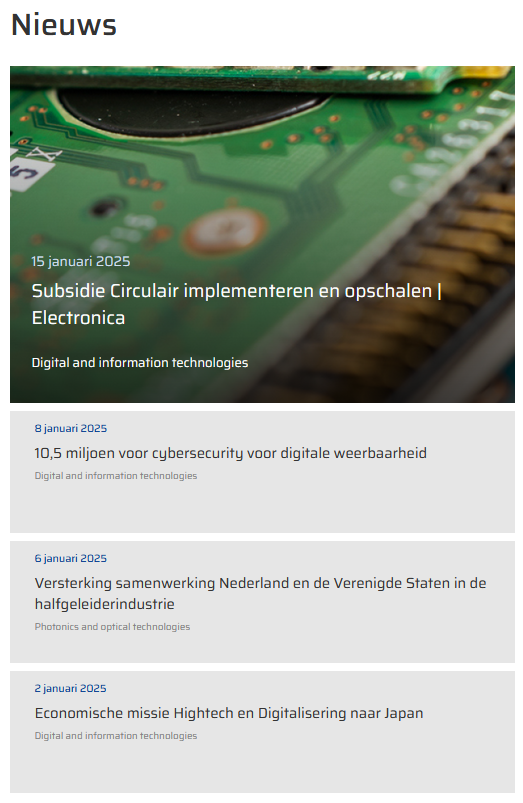 Nieuws
15 januari 2025
Subsidie Circulair implementeren en opschalen |
Electronica
Digital and information technologies
8 januari 2025
10,5 miljoen voor cybersecurity voor digitale weerbaarheid
Digital and information technologies
6 januari 2025
Versterking samenwerking Nederland en de Verenigde Staten in de
halfgeleiderindustrie
Photonics and optical technologies
2 januari 2025
Economische missie Hightech en Digitalisering naar Japan
Digital and information technologies